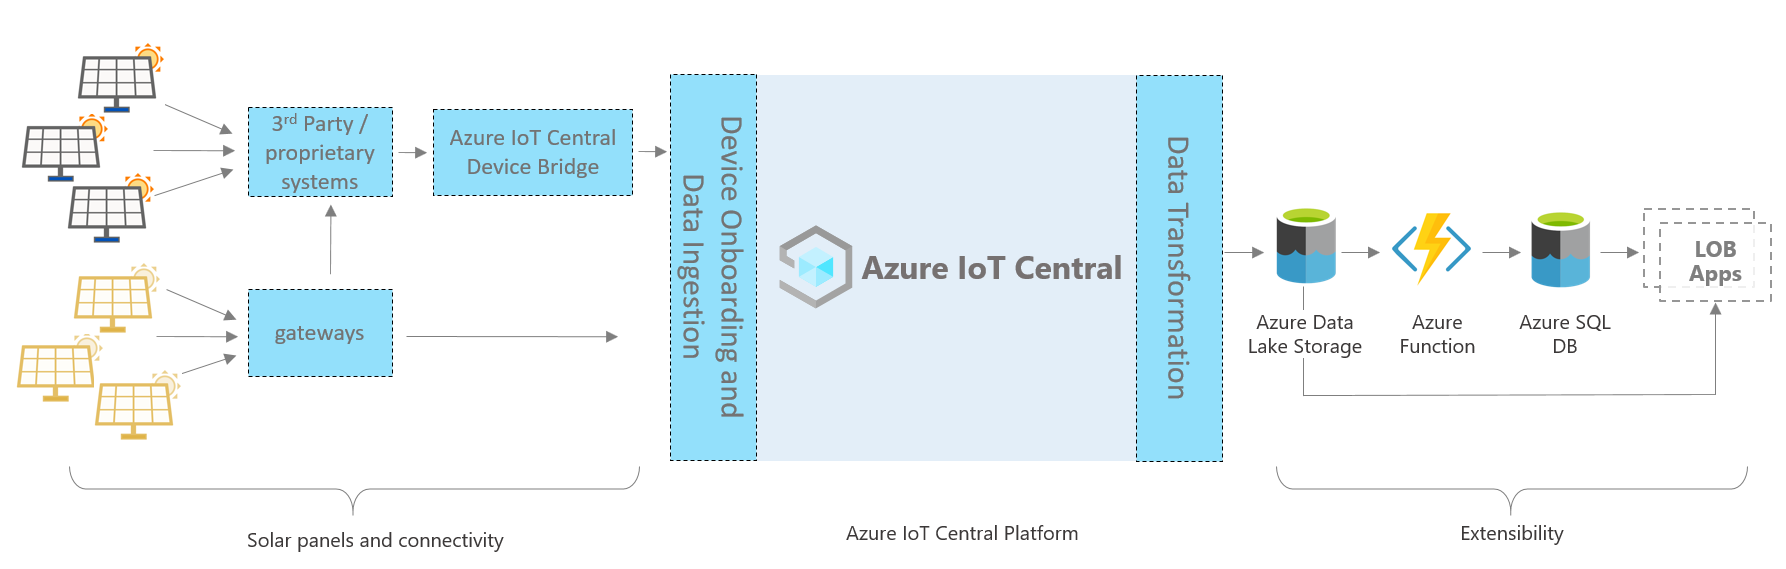 3rd Party /
proprietary
systems
Azure IoT Central
Device Bridge
gateways
Device Onboarding and
Data Ingestion
Azure IoT Central
Data Transformation
Azure Data
Lake Storage
Azure
Function
Azure SQL
DB
LOB
Apps
Solar panels and connectivity
Azure IoT Central Platform
Extensibility